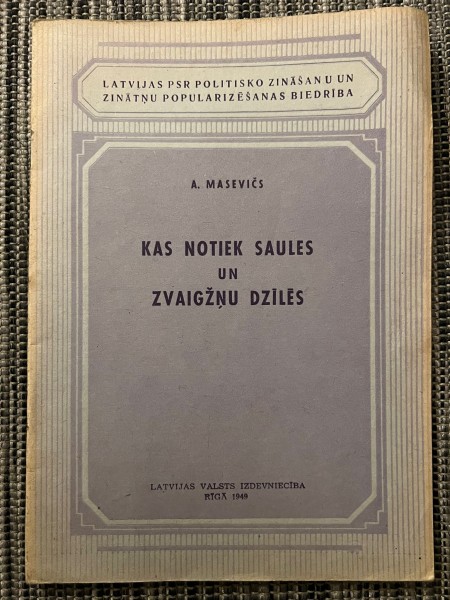 LATVIJAS PSR POLITISKO ZINĀŠANU UN
ZINĀTŅU POPULARIZĒŠANAS BIEDRĪBA
A. MASEVIČS
KAS NOTIEK SAULES
UN
ZVAIGŽŅU DZĪLĒS
LATVIJAS VALSTS IZDEVNIECĪBA
RĪGĀ 1949